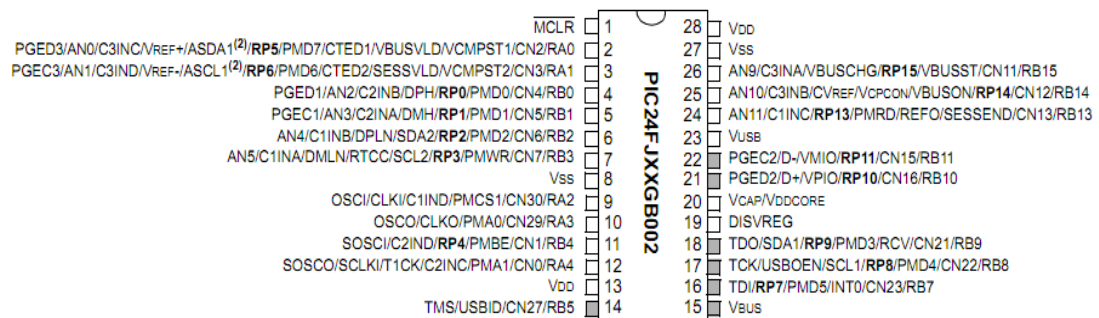 MCLR 1
PGED3/AN0/C3INC/VREF+/ASDA1(2)/RP5/PMD7/CTED1/VBUSVLD/VCMPST1/CN2/RA0 2
PGEC3/AN1/C3IND/VREF-/ASCL1(2)/RP6/PMD6/CTED2/SESSVLD/VCMPST2/CN3/RA1 3
PGED1/AN2/C2INB/DPH/RP0/PMD0/CN4/RB0 4
PGEC1/AN3/C2INA/DMH/RP1/PMD1/CN5/RB1 5
AN4/C1INB/DPLN/SDA2/RP2/PMD2/CN6/RB2 6
AN5/C1INA/DMLN/RTCC/SCL2/RP3/PMWR/CN7/RB3 7
VSS 8
OSCI/CLKI/C1IND/PMCS1/CN30/RA2 9
OSCO/CLKO/PMA0/CN29/RA3 10
SOSCI/C2IND/RP4/PMBE/CN1/RB4 11
SOSCO/SCLKI/T1CK/C2INC/PMA1/CN0/RA4 12
VDD 13
TMS/USBID/CN27/RB5 14
PIC24FJXXGB002
28 VDD
27 VSS
26 AN9/C3INA/VBUSCHG/RP15/VBUSST/CN11/RB15
25 AN10/C3INB/CVREF/VCPCON/VBUSON/RP14/CN12/RB14
24 AN11/C1INC/RP13/PMRD/REFO/SESSEND/CN13/RB13
23 VUSB
22 PGEC2/D-/VMIO/RP11/CN15/RB11
21 PGED2/D+/VPIO/RP10/CN16/RB10
20 VCAP/VDDCORE
19 DISVREG
18 TDO/SDA1/RP9/PMD3/RCV/CN21/RB9
17 TCK/USBOEN/SCL1/RP8/PMD4/CN22/RB8
16 TDI/RP7/PMD5/INT0/CN23/RB7
15 VBUS